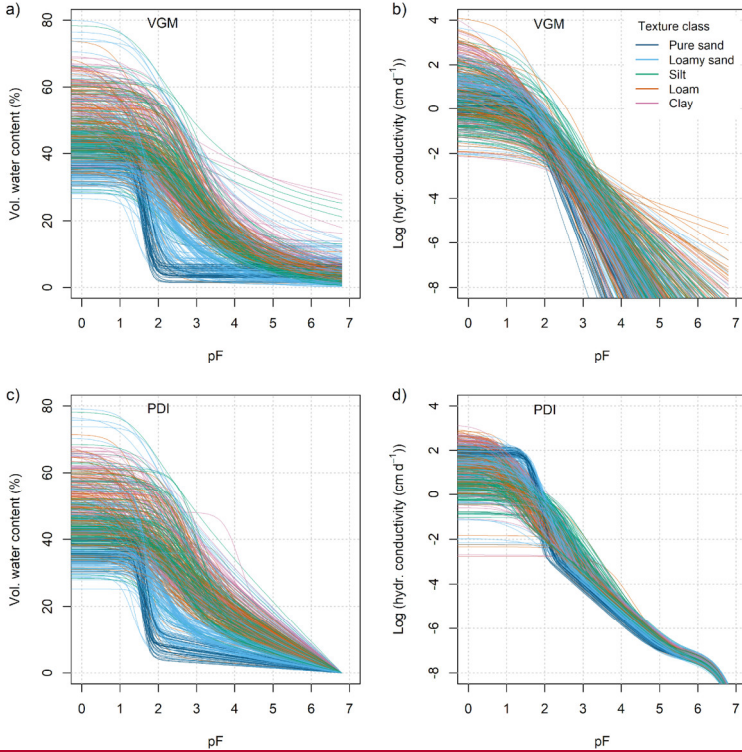 a)
VGM
Vol. water content (%)
80
60
40
20
0
0 1 2 3 4 5 6 7
pF
b)
VGM
Log (hydr. conductivity (cm d⁻¹))
4
2
0
-2
-4
-6
-8
Texture class
Pure sand
Loamy sand
Silt
Loam
Clay
0 1 2 3 4 5 6 7
pF
c)
PDI
Vol. water content (%)
80
60
40
20
0
0 1 2 3 4 5 6 7
pF
d)
PDI
Log (hydr. conductivity (cm d⁻¹))
4
2
0
-2
-4
-6
-8
0 1 2 3 4 5 6 7
pF